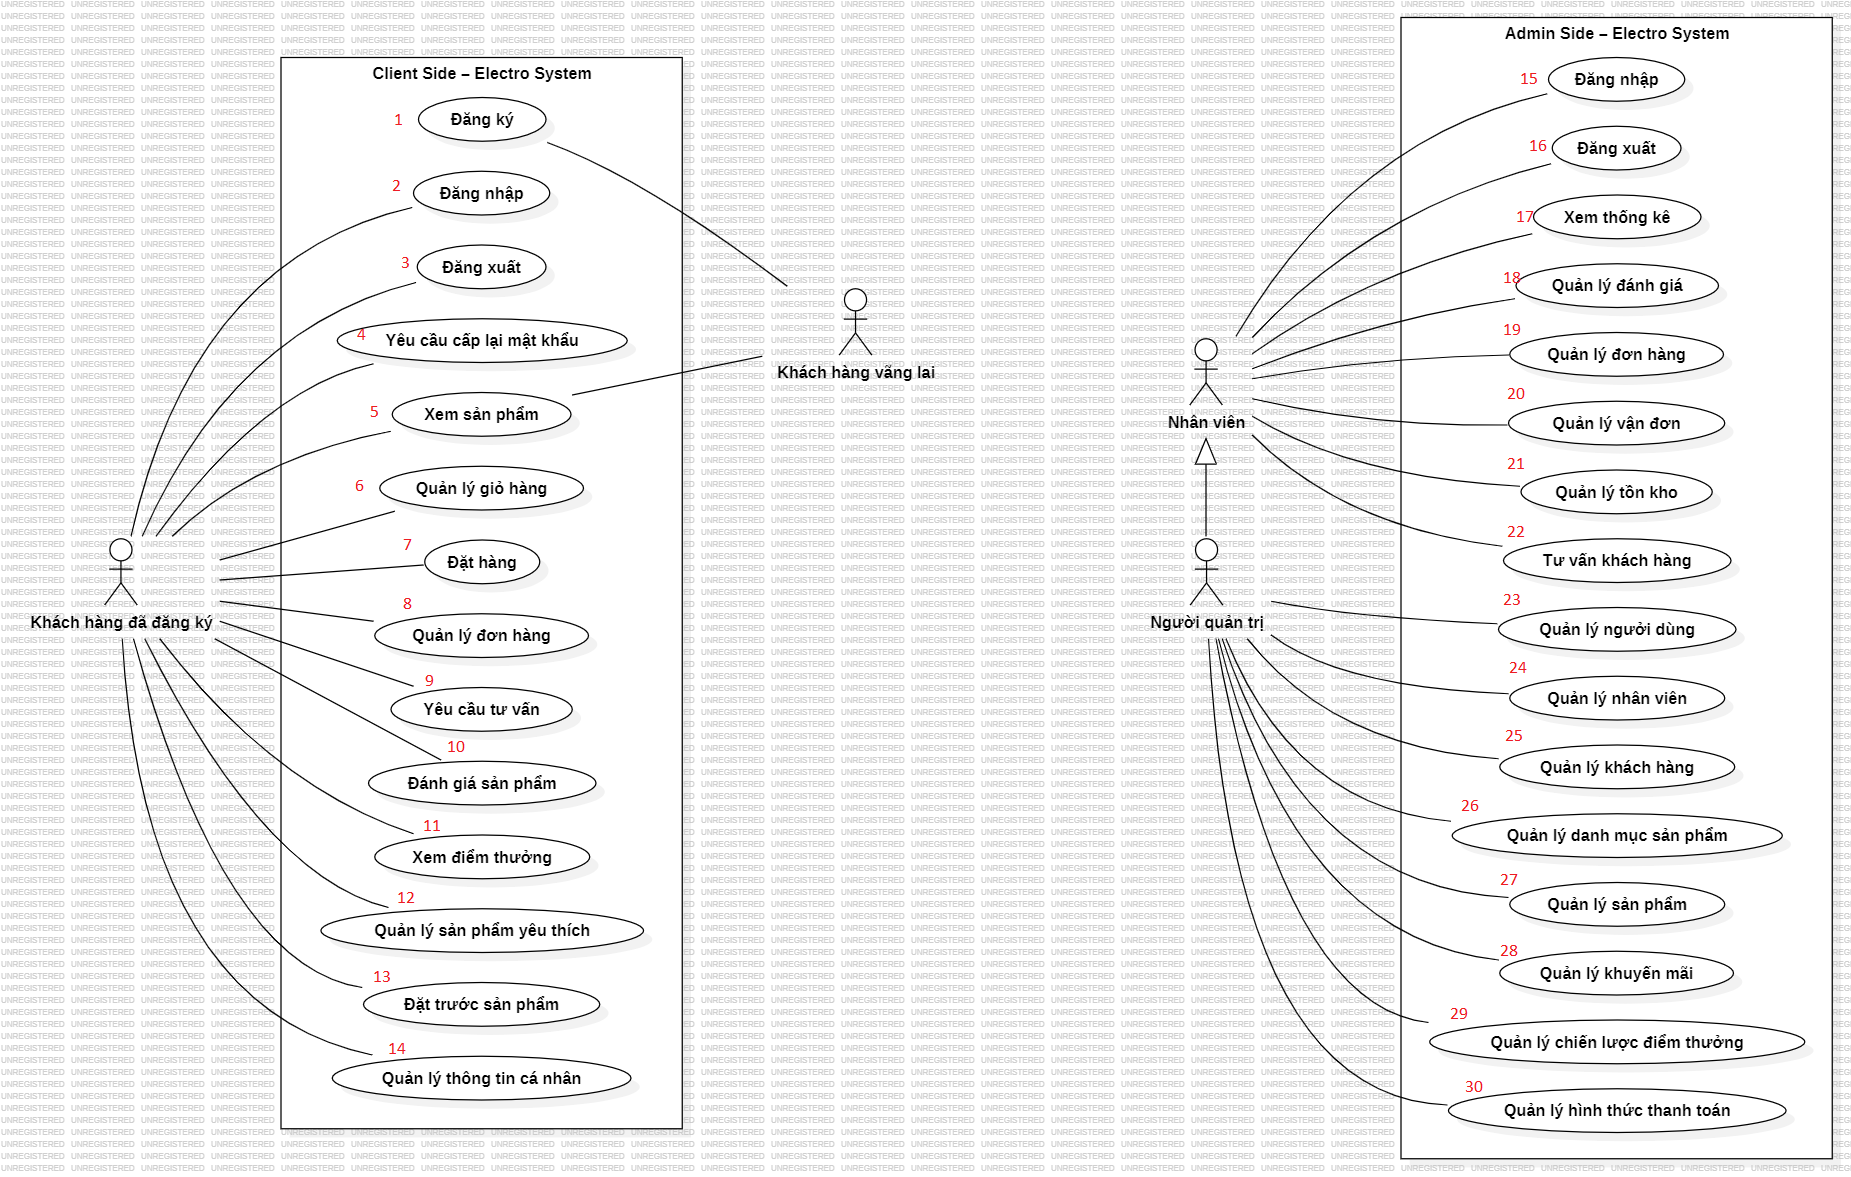 Client Side – Electro System
1 Đăng ký
2 Đăng nhập
3 Đăng xuất
4 Yêu cầu cấp lại mật khẩu
5 Xem sản phẩm
6 Quản lý giỏ hàng
7 Đặt hàng
8 Quản lý đơn hàng
9 Yêu cầu tư vấn
10 Đánh giá sản phẩm
11 Xem điểm thưởng
12 Quản lý sản phẩm yêu thích
13 Đặt trước sản phẩm
14 Quản lý thông tin cá nhân
Khách hàng đã đăng ký
Khách hàng vãng lai
Admin Side – Electro System
15 Đăng nhập
16 Đăng xuất
17 Xem thống kê
18 Quản lý đánh giá
19 Quản lý đơn hàng
20 Quản lý vận đơn
21 Quản lý tồn kho
22 Tư vấn khách hàng
23 Quản lý người dùng
24 Quản lý nhân viên
25 Quản lý khách hàng
26 Quản lý danh mục sản phẩm
27 Quản lý sản phẩm
28 Quản lý khuyến mãi
29 Quản lý chiến lược điểm thưởng
30 Quản lý hình thức thanh toán
Nhân viên
Người quản trị
UNREGISTERED